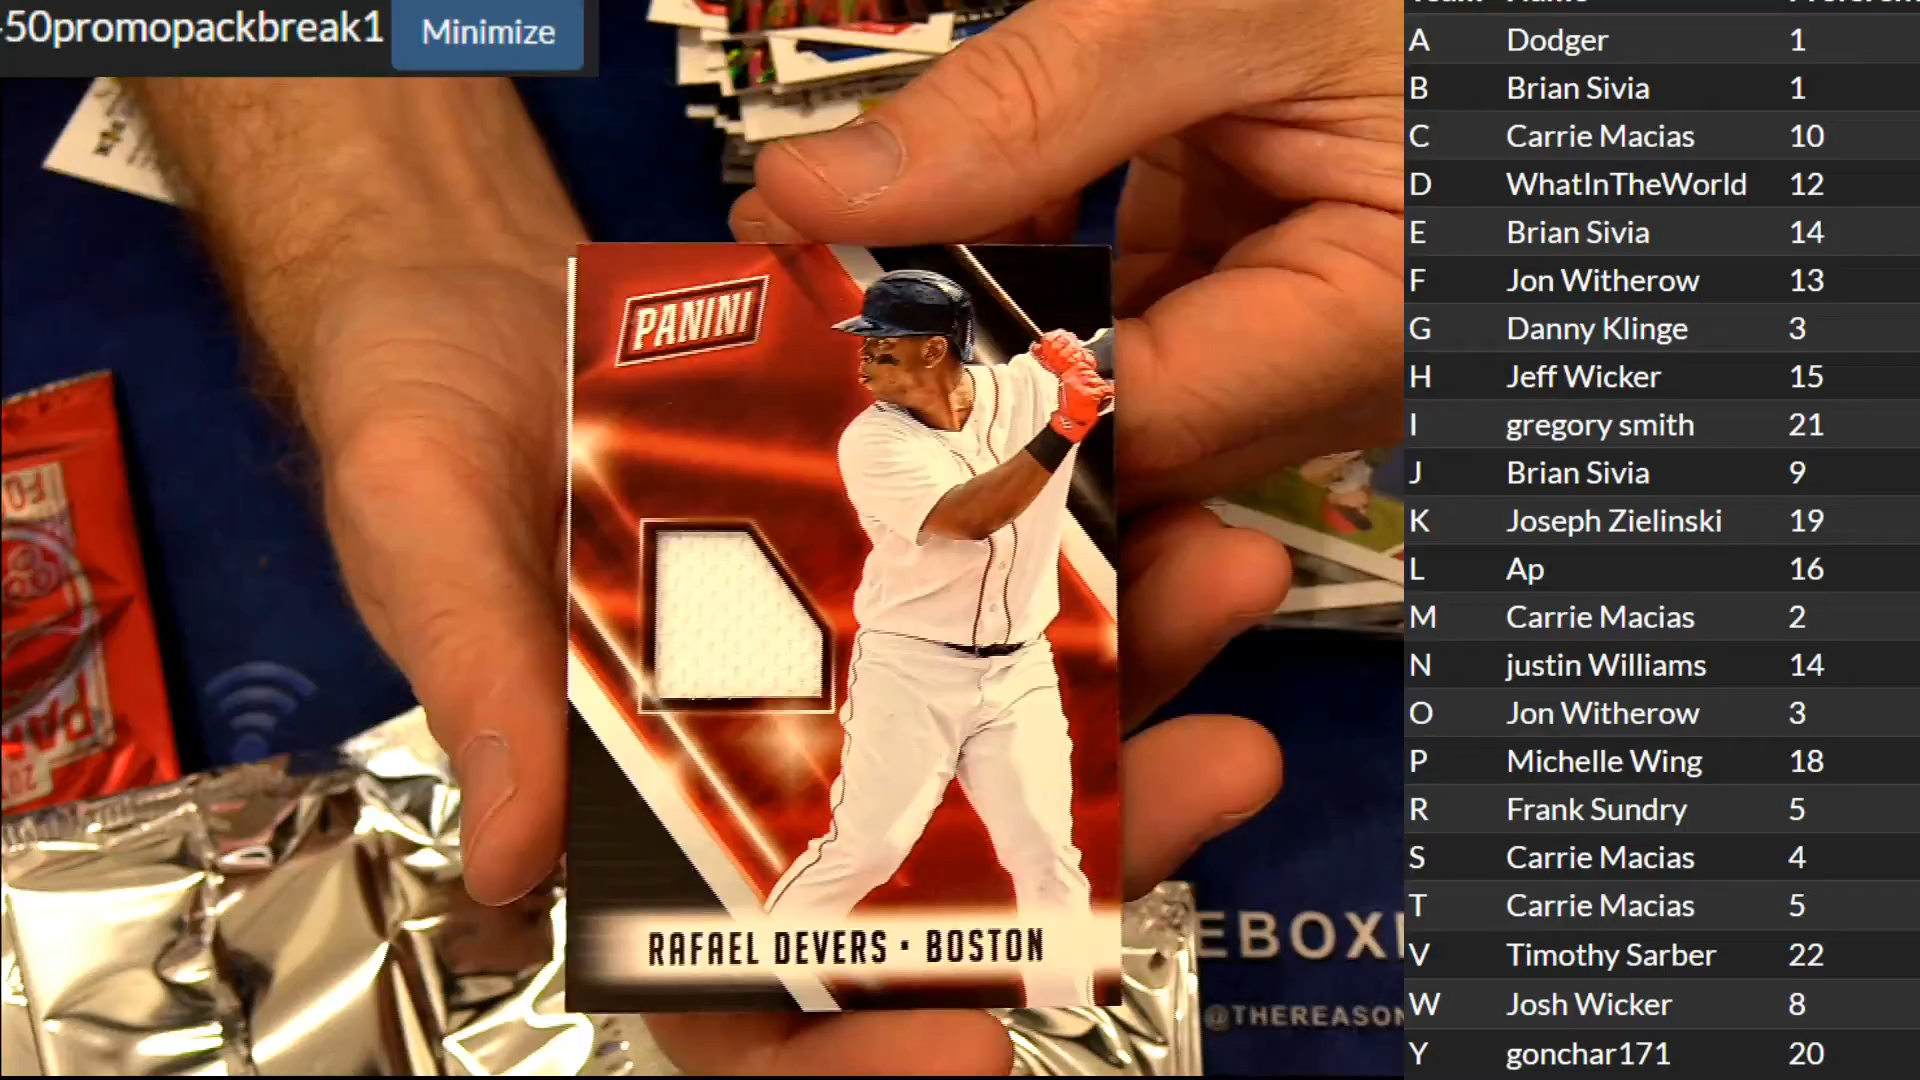 -50promopackbreak1 Minimize
A Dodger 1
B Brian Sivia 1
C Carrie Macias 10
D WhatInTheWorld 12
E Brian Sivia 14
F Jon Witherow 13
G Danny Klinge 3
H Jeff Wicker 15
I gregory smith 21
J Brian Sivia 9
K Joseph Zielinski 19
L Ap 16
M Carrie Macias 2
N justin Williams 14
O Jon Witherow 3
P Michelle Wing 18
R Frank Sundry 5
S Carrie Macias 4
T Carrie Macias 5
V Timothy Sarber 22
W Josh Wicker 8
Y gonchar171 20
PANINI
RAFAEL DEVERS · BOSTON
EBOX
@THEREASON